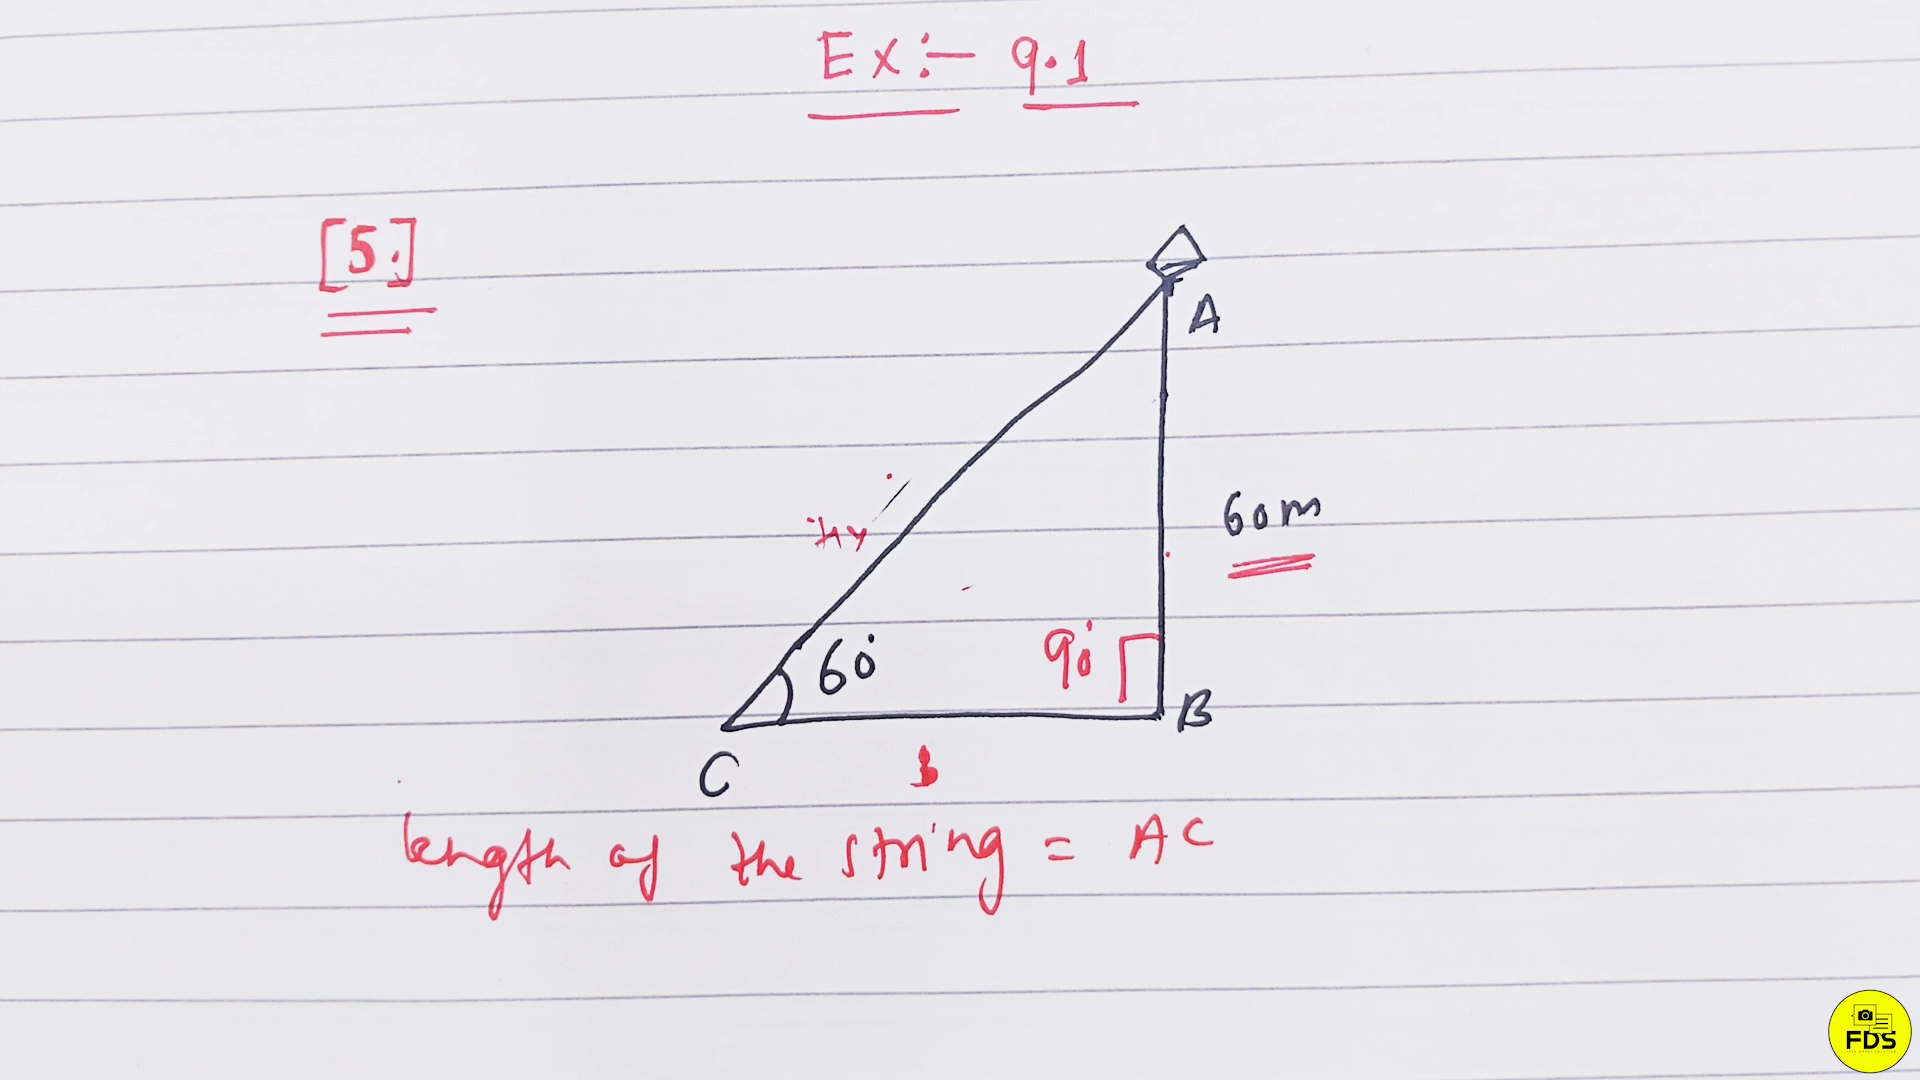 Ex:- 9.1
[5.]
A
hy
60m
60°
90°
B
C
b
length of the string = AC
FDS